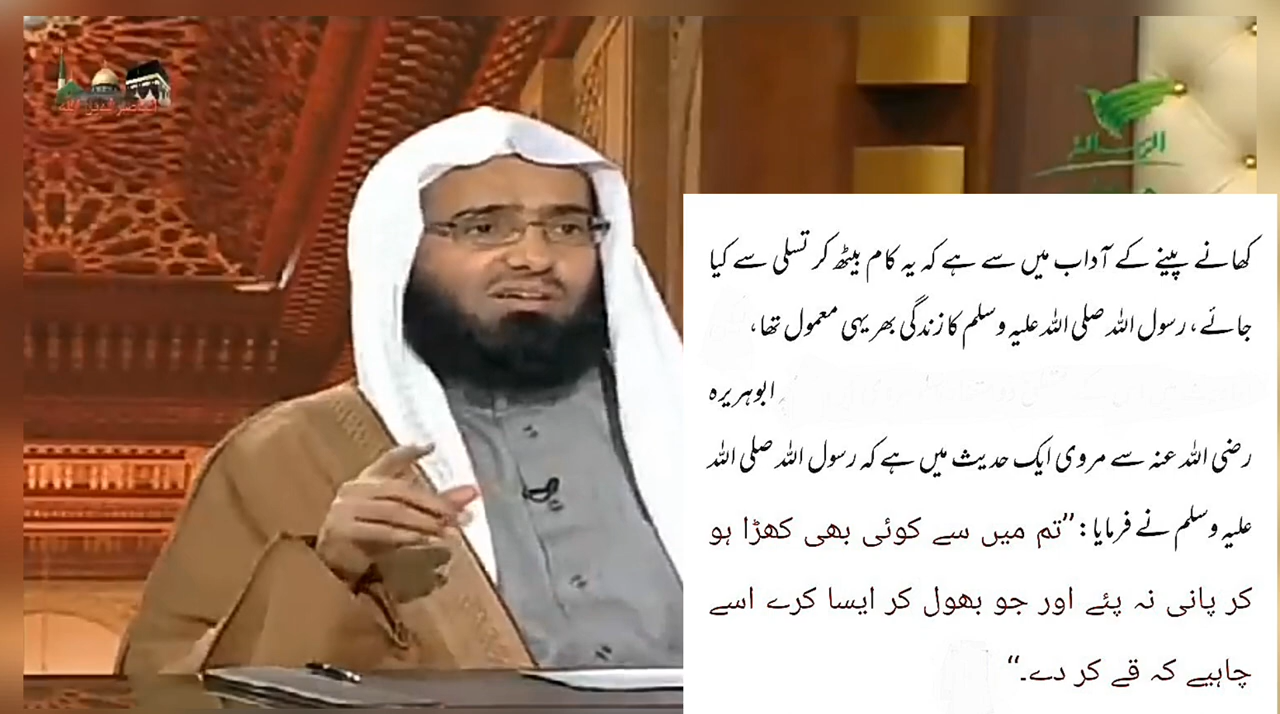 الرسالة
کھانے پینے کے آداب میں سے ہے کہ یہ کام بیٹھ کر تسلی سے کیا
جائے، رسول اللہ صلی اللہ علیہ وسلم کا زندگی بھر یہی معمول تھا،
ابوہریرہ
رضی اللہ عنہ سے مروی ایک حدیث میں ہے کہ رسول اللہ صلی اللہ
علیہ وسلم نے فرمایا: ”تم میں سے کوئی بھی کھڑا ہو
کر پانی نہ پئے اور جو بھول کر ایسا کرے اسے
چاہیے کہ قے کر دے۔“